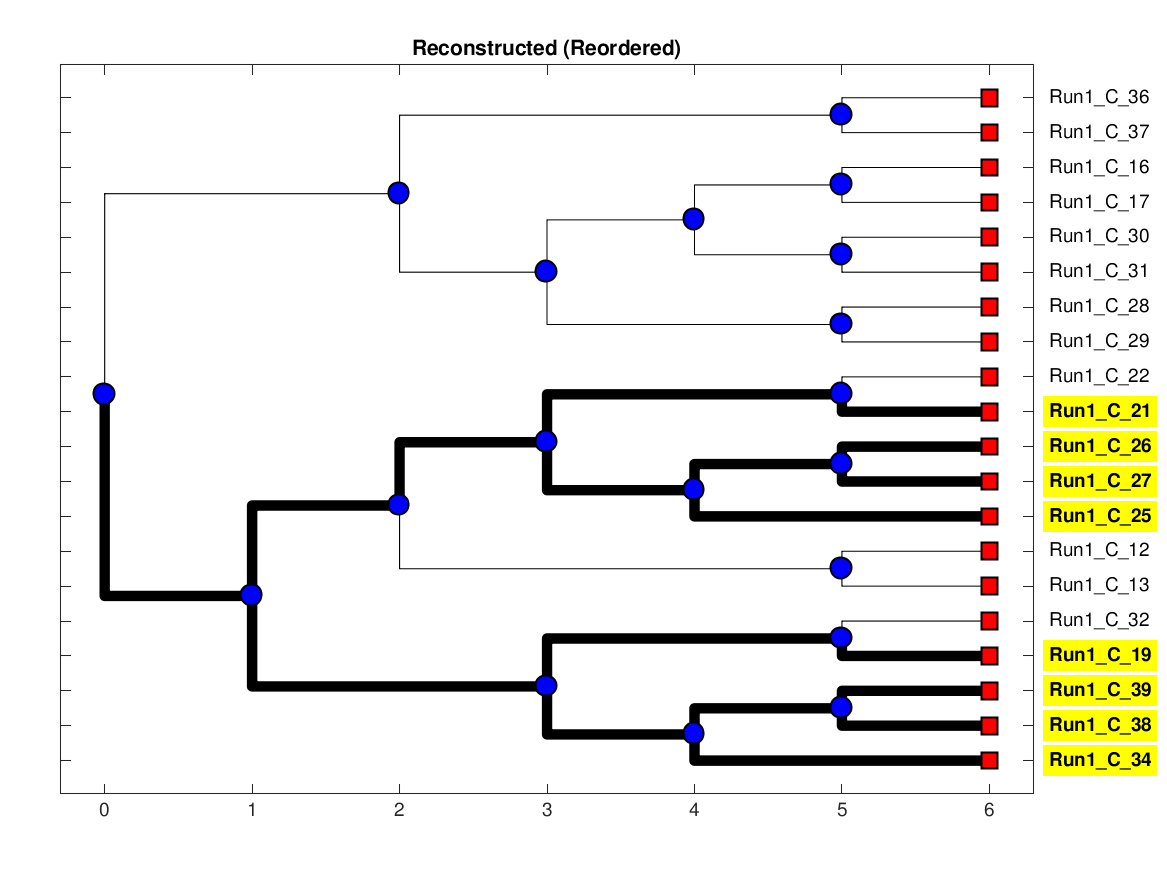 Reconstructed (Reordered)
Run1_C_36
Run1_C_37
Run1_C_16
Run1_C_17
Run1_C_30
Run1_C_31
Run1_C_28
Run1_C_29
Run1_C_22
Run1_C_21
Run1_C_26
Run1_C_27
Run1_C_25
Run1_C_12
Run1_C_13
Run1_C_32
Run1_C_19
Run1_C_39
Run1_C_38
Run1_C_34
0 1 2 3 4 5 6